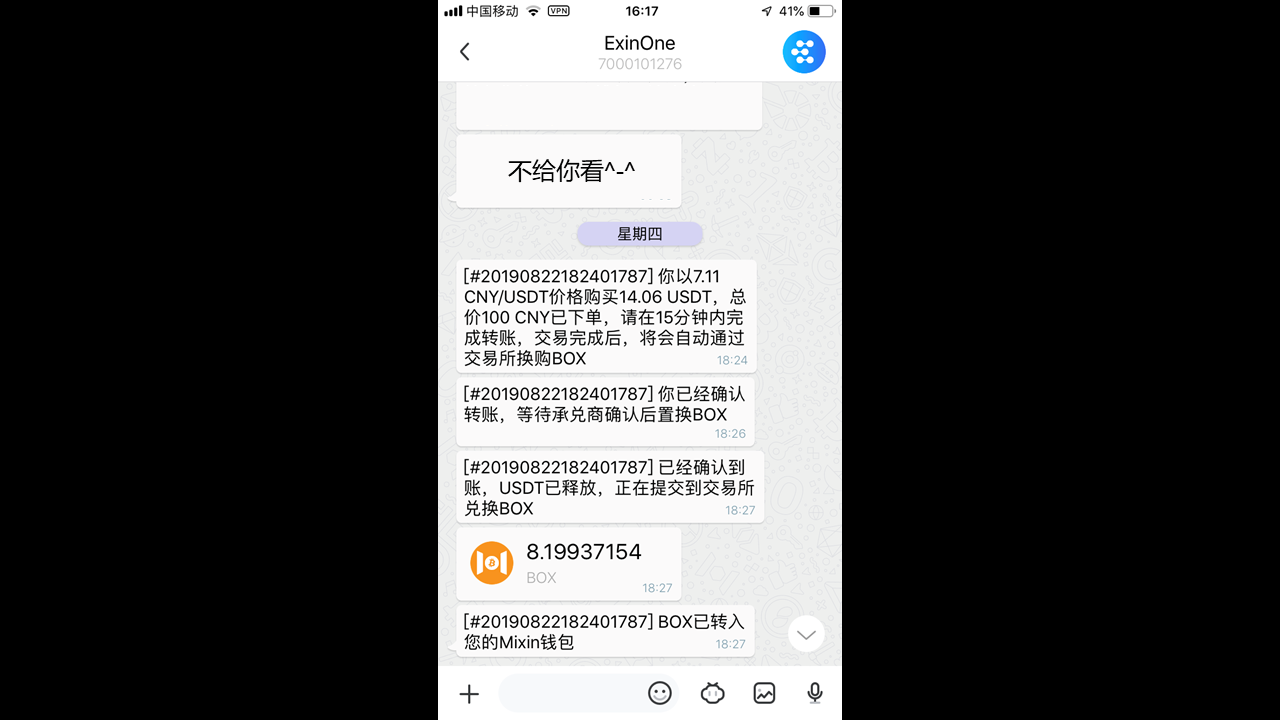 中国移动 VPN 16:17 41%
ExinOne
7000101276
不给你看^-^
星期四
[#20190822182401787] 你以7.11
CNY/USDT价格购买14.06 USDT，总
价100 CNY已下单，请在15分钟内完
成转账，交易完成后，将会自动通过
交易所换购BOX
18:24
[#20190822182401787] 你已经确认
转账，等待承兑商确认后置换BOX
18:26
[#20190822182401787] 已经确认到
账，USDT已释放，正在提交到交易所
兑换BOX
18:27
8.19937154
BOX
18:27
[#20190822182401787] BOX已转入
您的Mixin钱包
18:27